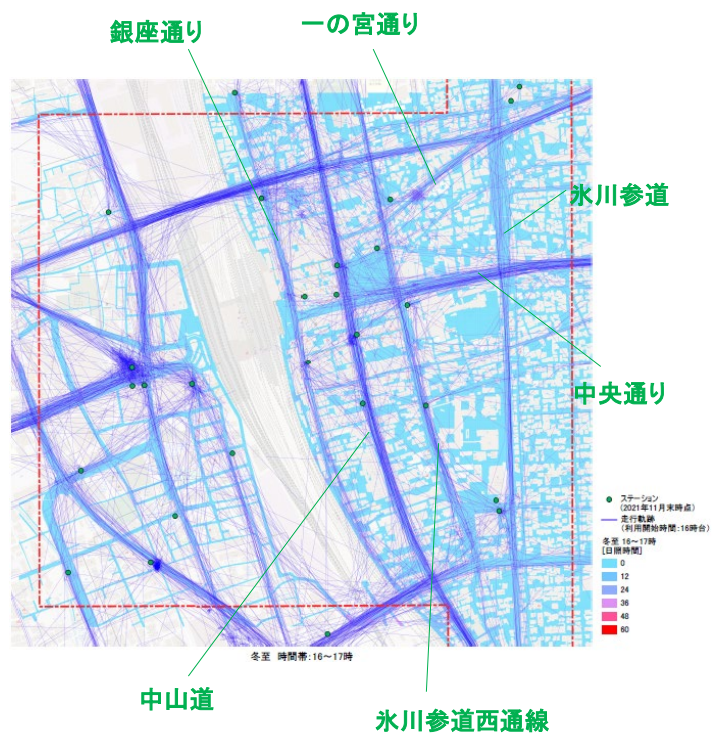 銀座通り
一の宮通り
氷川参道
中央通り
ステーション
(2021年11月末時点)
走行軌跡
(利用開始時間:16時台)
冬至 16~17時
[日照時間]
0
12
24
36
48
60
冬至 時間帯:16~17時
中山道
氷川参道西通線